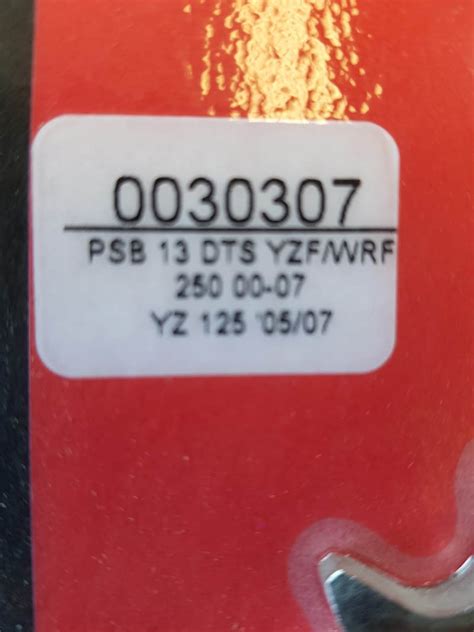 0030307
PSB 13 DTS YZF/WRF
250 00-07
YZ 125 '05/07